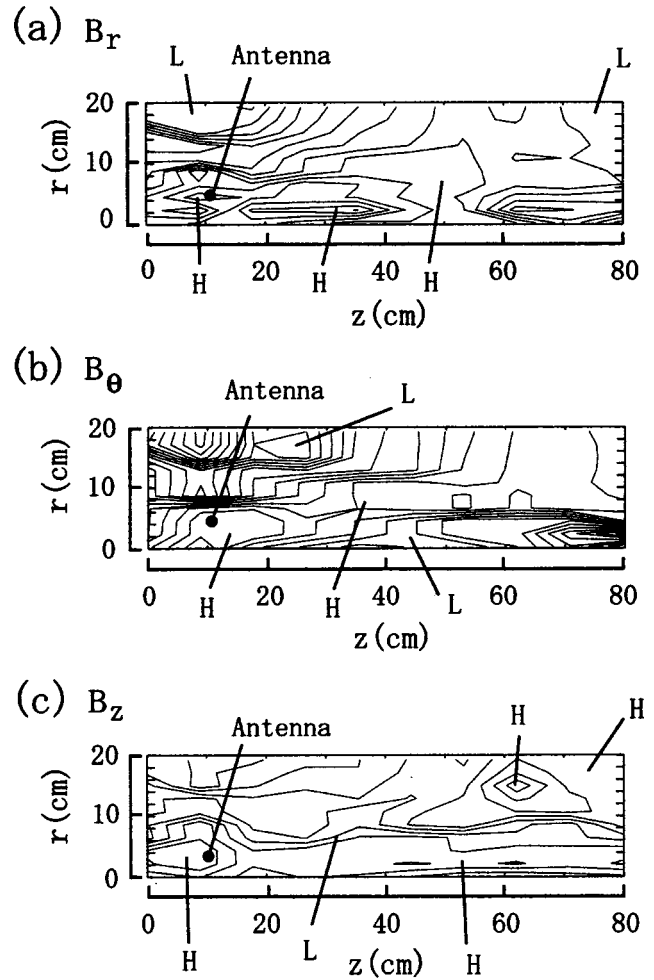 (a) Br
L Antenna L
20
10
0
r(cm)
0 20 40 60 80
H H H
z(cm)
(b) Bθ
Antenna L
20
10
0
r(cm)
0 20 40 60 80
H H L
z(cm)
(c) Bz
Antenna H H
20
10
0
r(cm)
0 20 40 60 80
H L z(cm) H